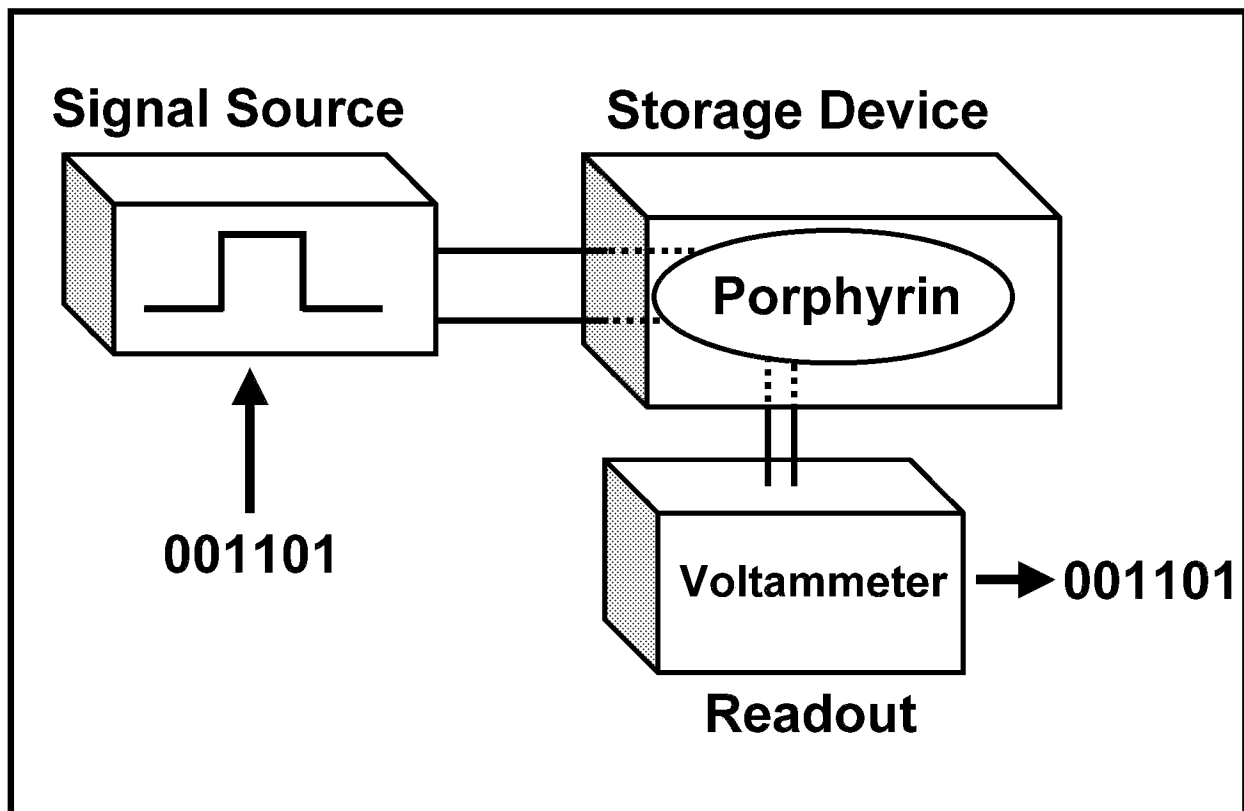 Signal Source
Storage Device
Porphyrin
001101
Voltammeter
001101
Readout